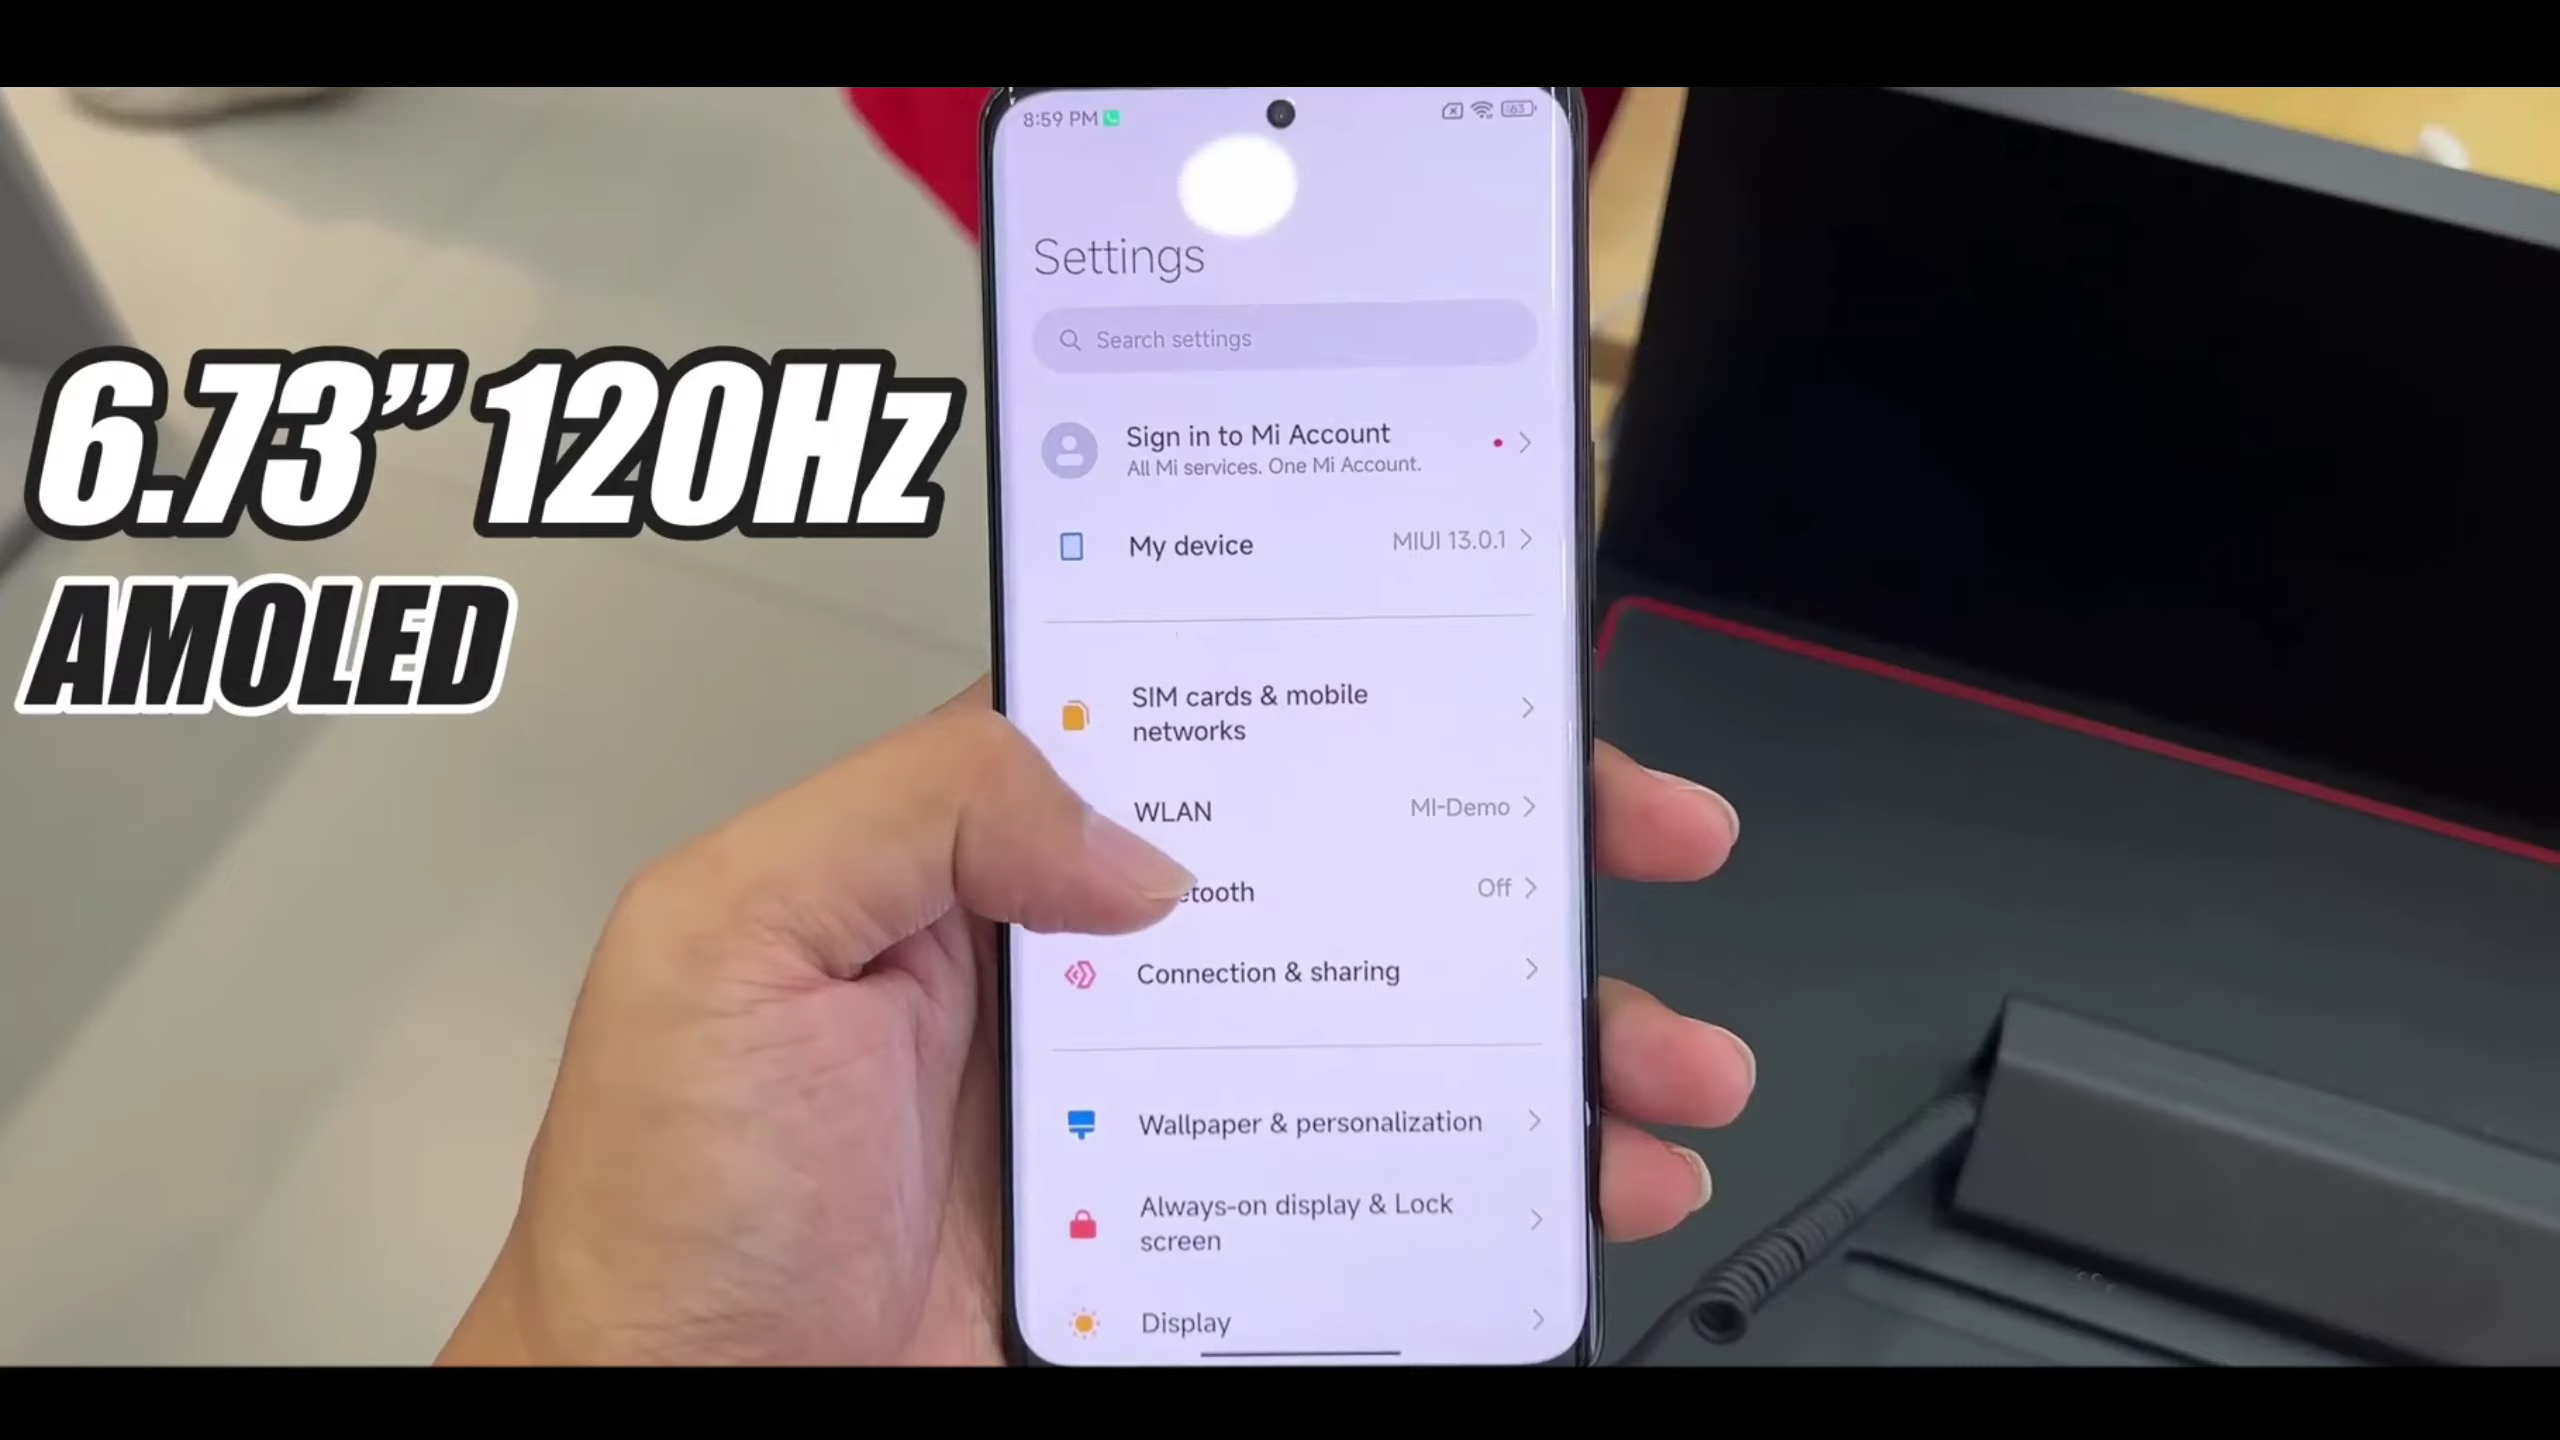 8:59 PM
63
Settings
Search settings
6.73” 120Hz
AMOLED
Sign in to Mi Account
All Mi services. One Mi Account.
My device MIUI 13.0.1
SIM cards & mobile
networks
WLAN MI-Demo
etooth Off
Connection & sharing
Wallpaper & personalization
Always-on display & Lock
screen
Display